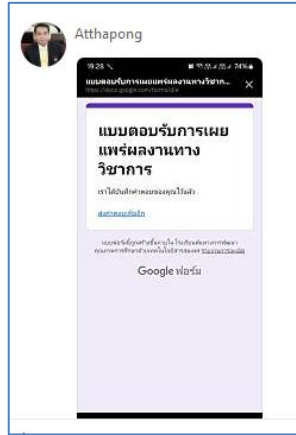 Atthapong
19:28
74%
แบบตอบรับการเผยแพร่ผลงานทางวิชาก...
แบบตอบรับการเผย
แพร่ผลงานทาง
วิชาการ
เราได้บันทึกคำตอบของคุณไว้แล้ว
ส่งคำตอบเพิ่มอีก
Google ฟอร์ม